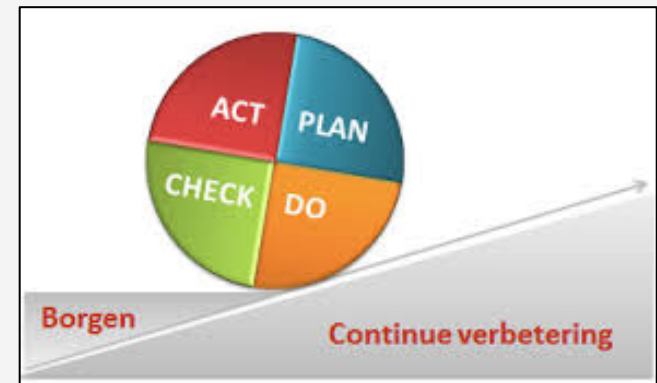 ACT
PLAN
CHECK
DO
Borgen
Continue verbetering